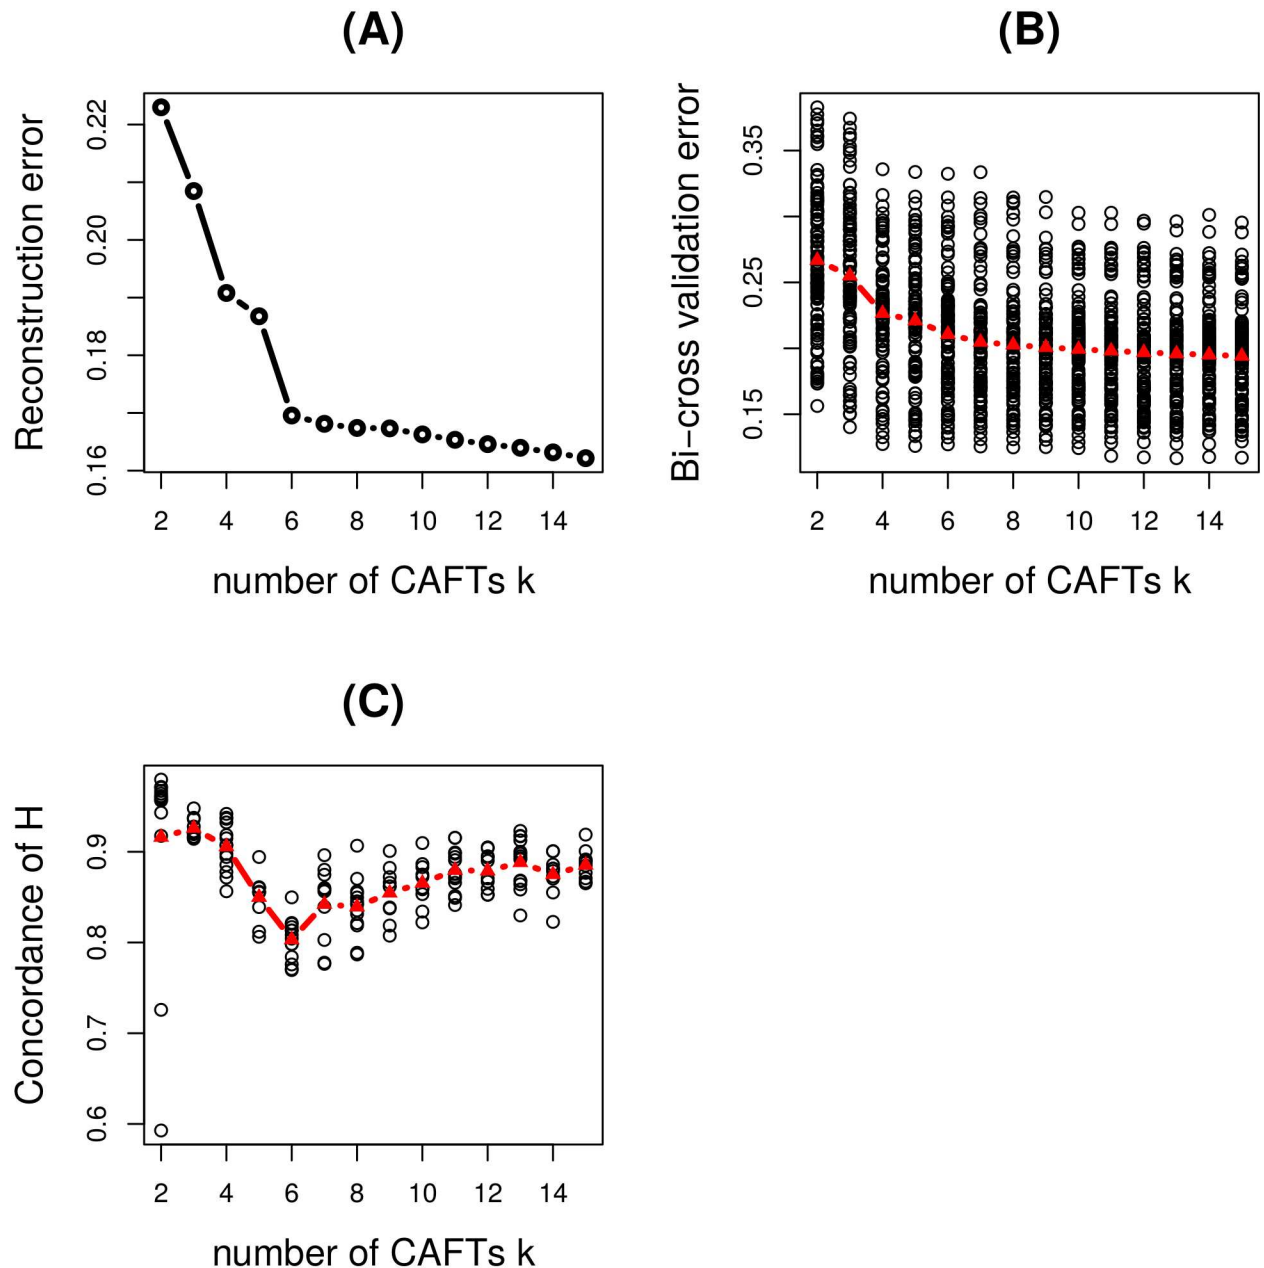 (A)
Reconstruction error
0.22
0.20
0.18
0.16
2 4 6 8 10 12 14
number of CAFTs k
(B)
Bi−cross validation error
0.35
0.25
0.15
2 4 6 8 10 12 14
number of CAFTs k
(C)
Concordance of H
0.9
0.8
0.7
0.6
2 4 6 8 10 12 14
number of CAFTs k